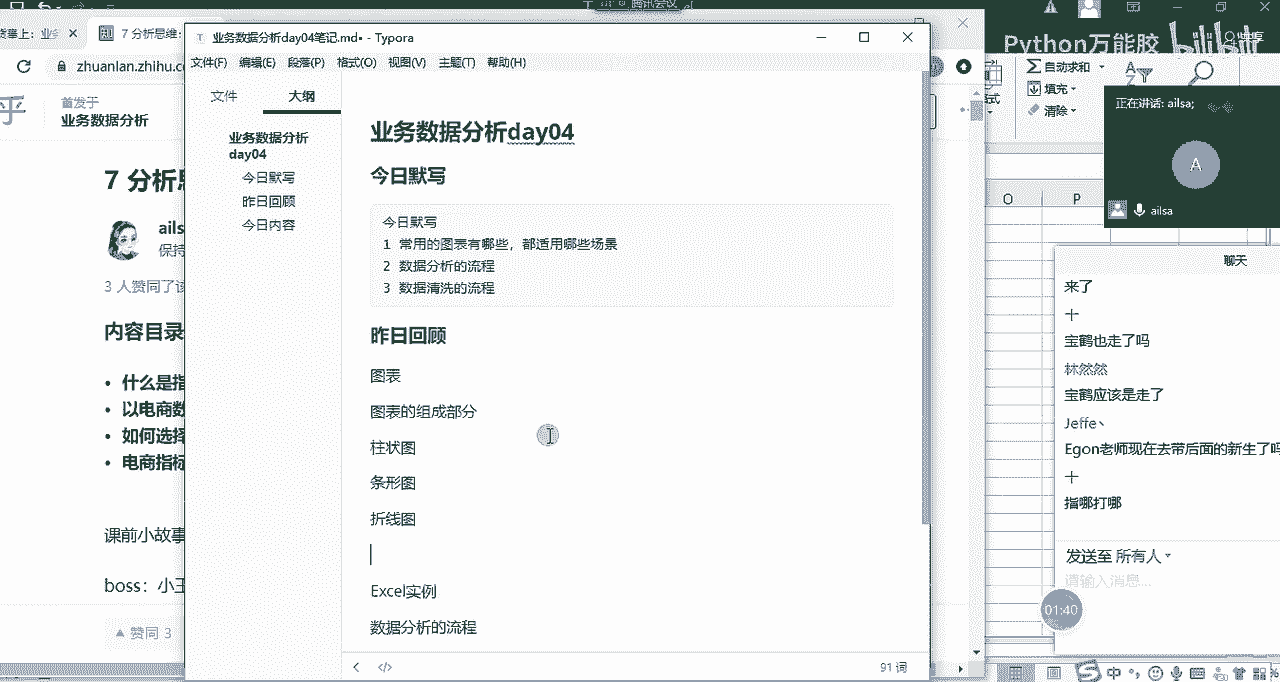 腾讯会议
7 分析思维:
业务数据分析day04笔记.md• - Typora
Python万能胶 bilibili
zhuanlan.zhihu.c
文件(F) 编辑(E) 段落(P) 格式(O) 视图(V) 主题(T) 帮助(H)
自动求和
填充
清除
乎
首发于
业务数据分析
文件 大纲
业务数据分析
day04
今日默写
昨日回顾
今日内容
业务数据分析day04
今日默写
今日默写
1 常用的图表有哪些，都适用哪些场景
2 数据分析的流程
3 数据清洗的流程
昨日回顾
图表
图表的组成部分
柱状图
条形图
折线图
Excel实例
数据分析的流程
91 词
7 分析思
ails
保持
3 人赞同了该
内容目录
• 什么是指
• 以电商数
• 如何选择
• 电商指标
课前小故事
boss：小王
赞同 3
O P
正在讲话: ailsa;
A
ailsa
聊天
来了
十
宝鹤也走了吗
林然然
宝鹤应该是走了
Jeffe、
Egon老师现在去带后面的新生了吗
十
指哪打哪
发送至 所有人
请输入消息...
01:40
中